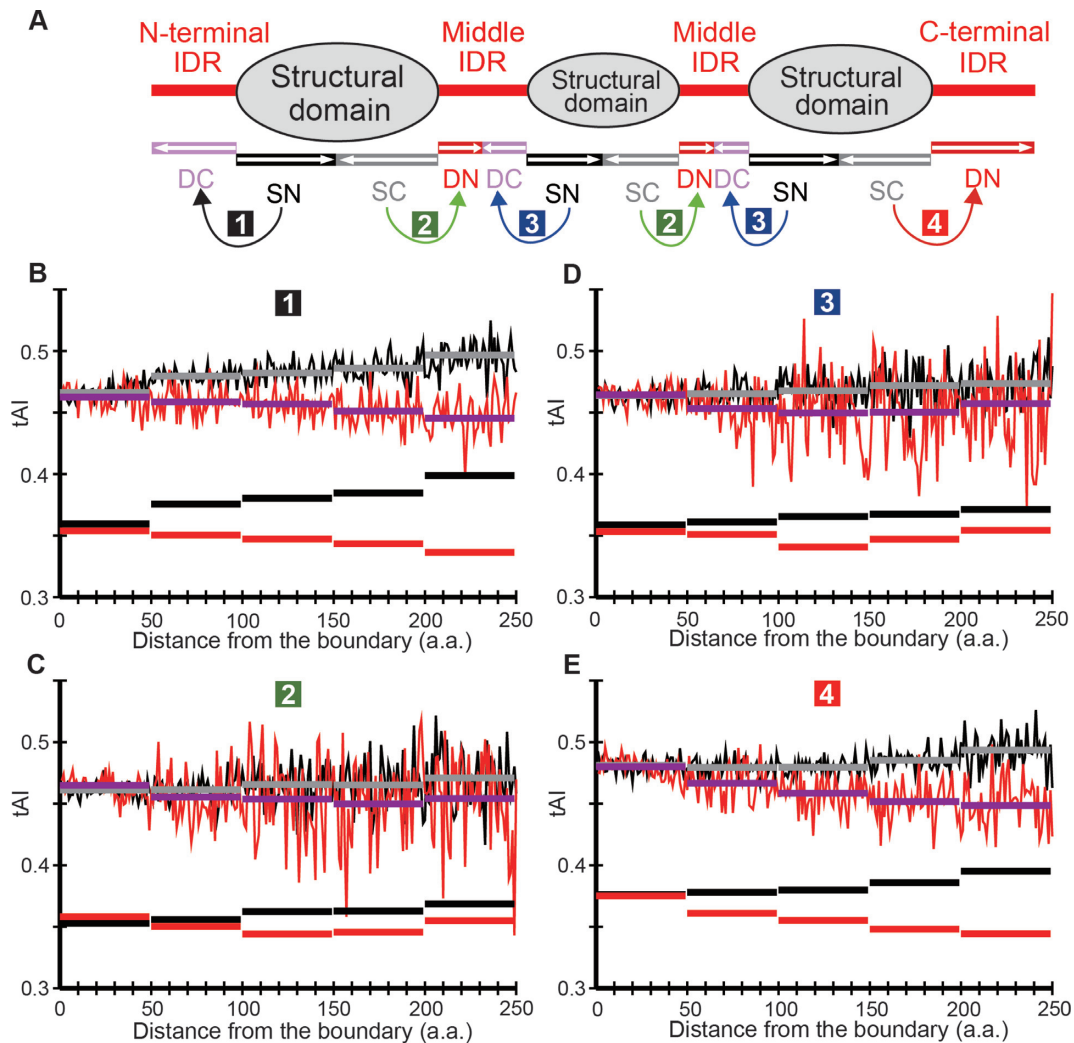 A
N-terminal IDR
Middle IDR
Middle IDR
C-terminal IDR
Structural domain
Structural domain
Structural domain
DC SN SC DN DC SN SC DN DC SN SC DN
1 2 3 2 3 4
B
1
tAI
0.5
0.4
0.3
0 50 100 150 200 250
Distance from the boundary (a.a.)
D
3
tAI
0.5
0.4
0.3
0 50 100 150 200 250
Distance from the boundary (a.a.)
C
2
tAI
0.5
0.4
0.3
0 50 100 150 200 250
Distance from the boundary (a.a.)
E
4
tAI
0.5
0.4
0.3
0 50 100 150 200 250
Distance from the boundary (a.a.)